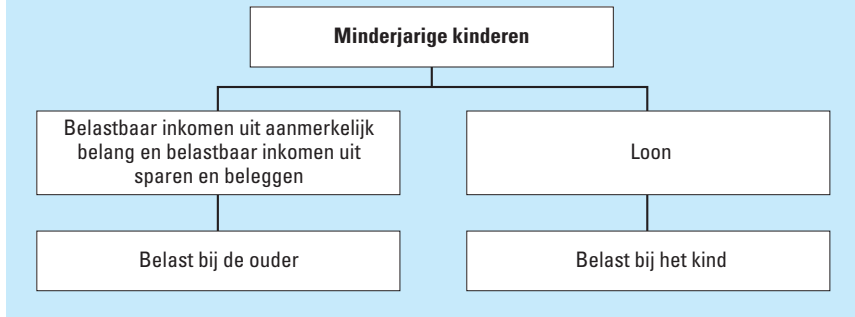 Minderjarige kinderen
Belastbaar inkomen uit aanmerkelijk
belang en belastbaar inkomen uit
sparen en beleggen
Loon
Belast bij de ouder
Belast bij het kind